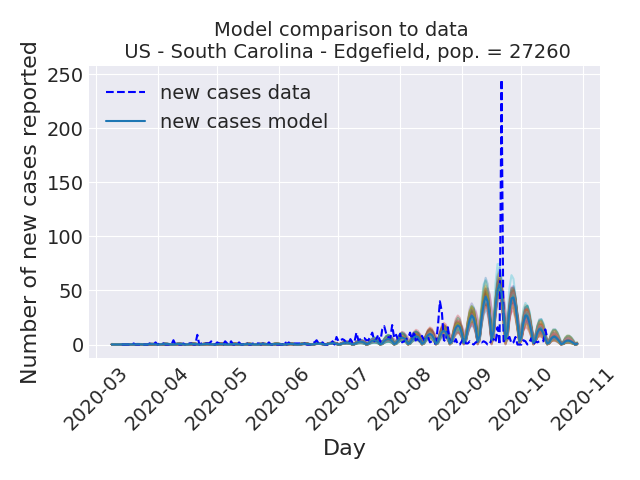 Model comparison to data
US - South Carolina - Edgefield, pop. = 27260
Number of new cases reported
250
200
150
100
50
0
new cases data
new cases model
2020-03
2020-04
2020-05
2020-06
2020-07
2020-08
2020-09
2020-10
2020-11
Day